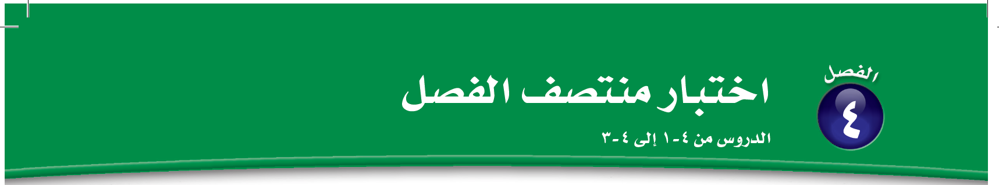 الفصل
٤
اختبار منتصف الفصل
الدروس من ٤-١ إلى ٤-٣